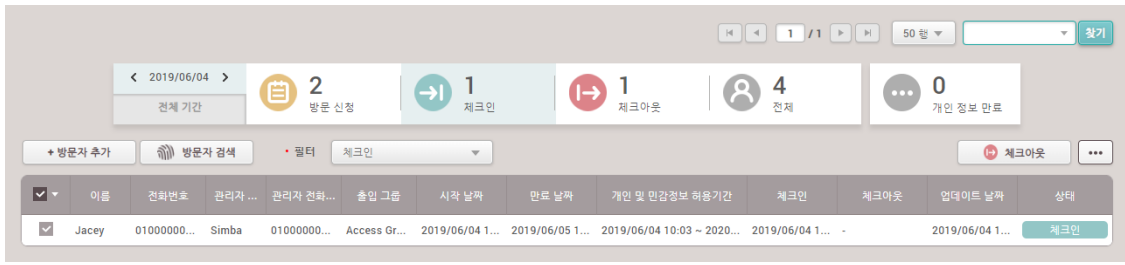 1 / 1 50 행 찾기
2019/06/04
전체 기간
2 방문 신청
1 체크인
1 체크아웃
4 전체
0 개인 정보 만료
+ 방문자 추가 방문자 검색 • 필터 체크인 체크아웃 •••
이름 전화번호 관리자 ... 관리자 전화... 출입 그룹 시작 날짜 만료 날짜 개인 및 민감정보 허용기간 체크인 체크아웃 업데이트 날짜 상태
Jacey 01000000... Simba 01000000... Access Gr... 2019/06/04 1... 2019/06/05 1... 2019/06/04 10:03 ~ 2020... 2019/06/04 1... - 2019/06/04 1... 체크인